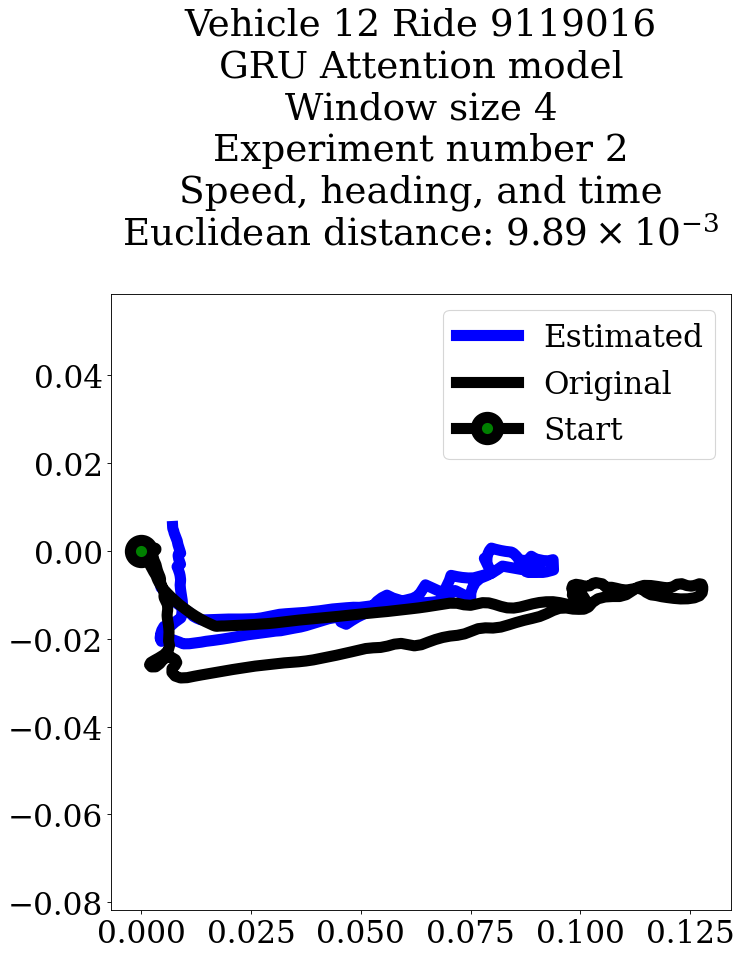 Vehicle 12 Ride 9119016
GRU Attention model
Window size 4
Experiment number 2
Speed, heading, and time
Euclidean distance: 9.89 × 10⁻³
Estimated
Original
Start
0.04
0.02
0.00
−0.02
−0.04
−0.06
−0.08
0.000 0.025 0.050 0.075 0.100 0.125